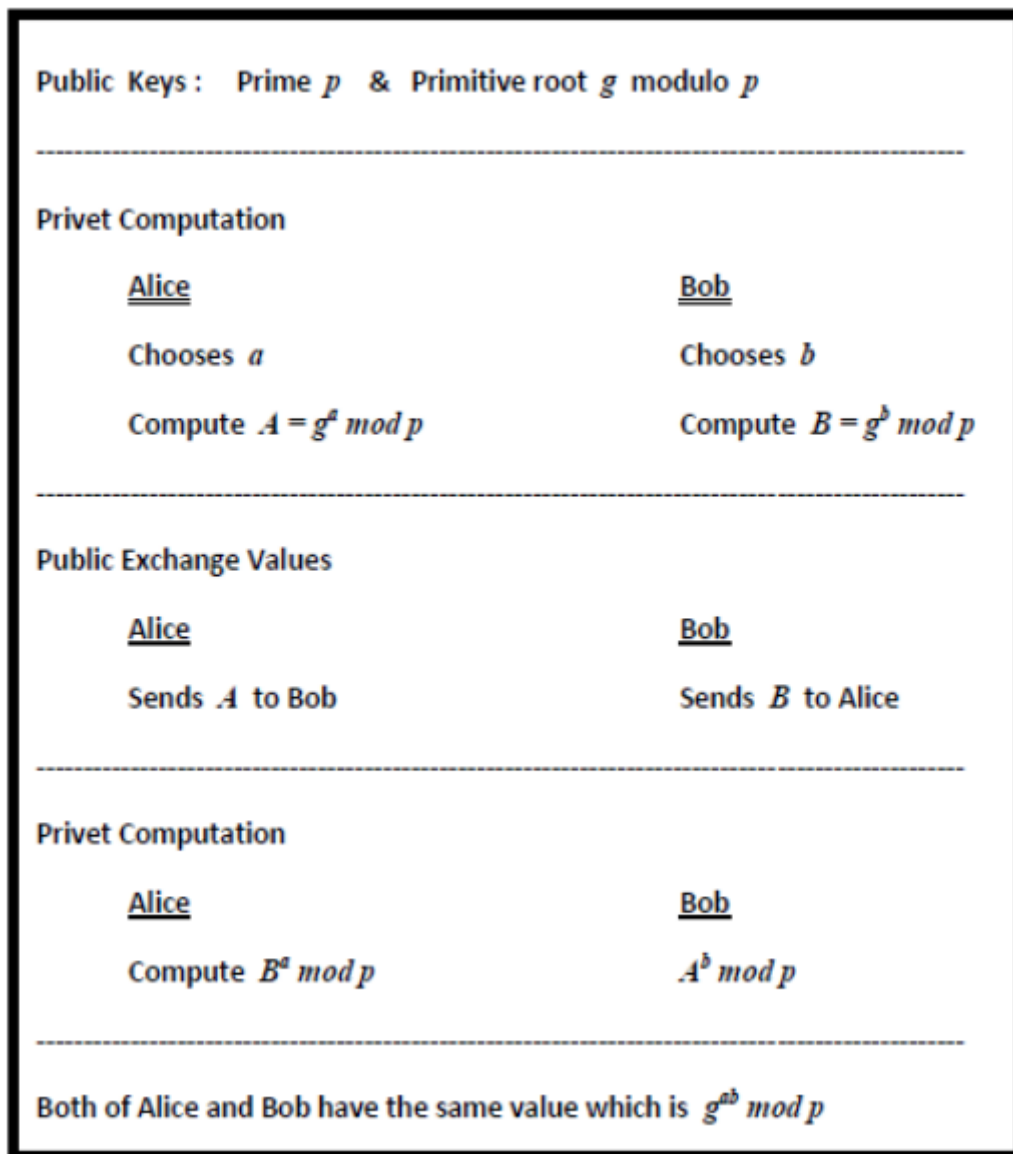 Public Keys : Prime p & Primitive root g modulo p
Privet Computation
Alice Bob
Chooses a Chooses b
Compute A = g^a mod p Compute B = g^b mod p
Public Exchange Values
Alice Bob
Sends A to Bob Sends B to Alice
Privet Computation
Alice Bob
Compute B^a mod p A^b mod p
Both of Alice and Bob have the same value which is g^ab mod p